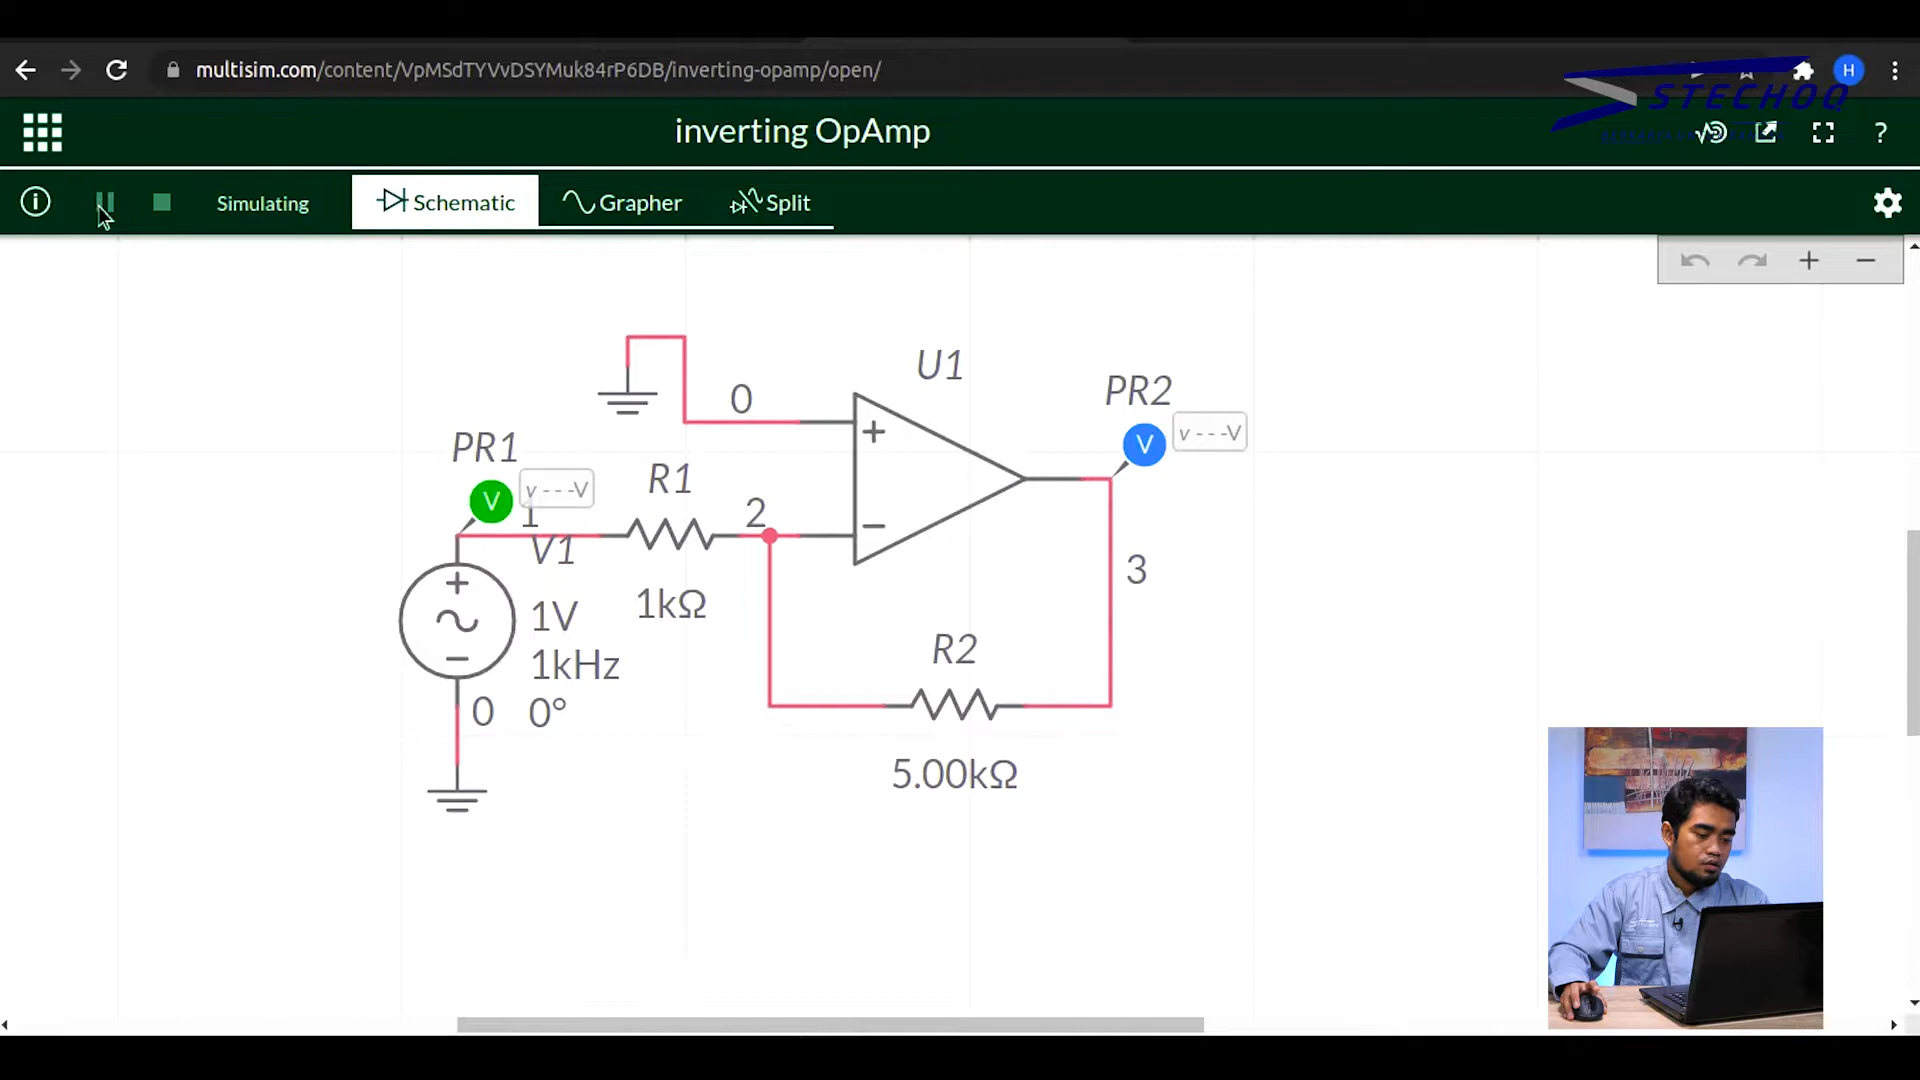 multisim.com/content/VpMSdTYVvDSYMuk84rP6DB/inverting-opamp/open/
H
STECHOQ
inverting OpAmp
?
Simulating
Schematic
Grapher
Split
U1
0
+
PR2
V
v ---V
PR1
V
v ---V
1
R1
2
−
V1
+
3
1V
1kΩ
1kHz
R2
−
0
0°
5.00kΩ